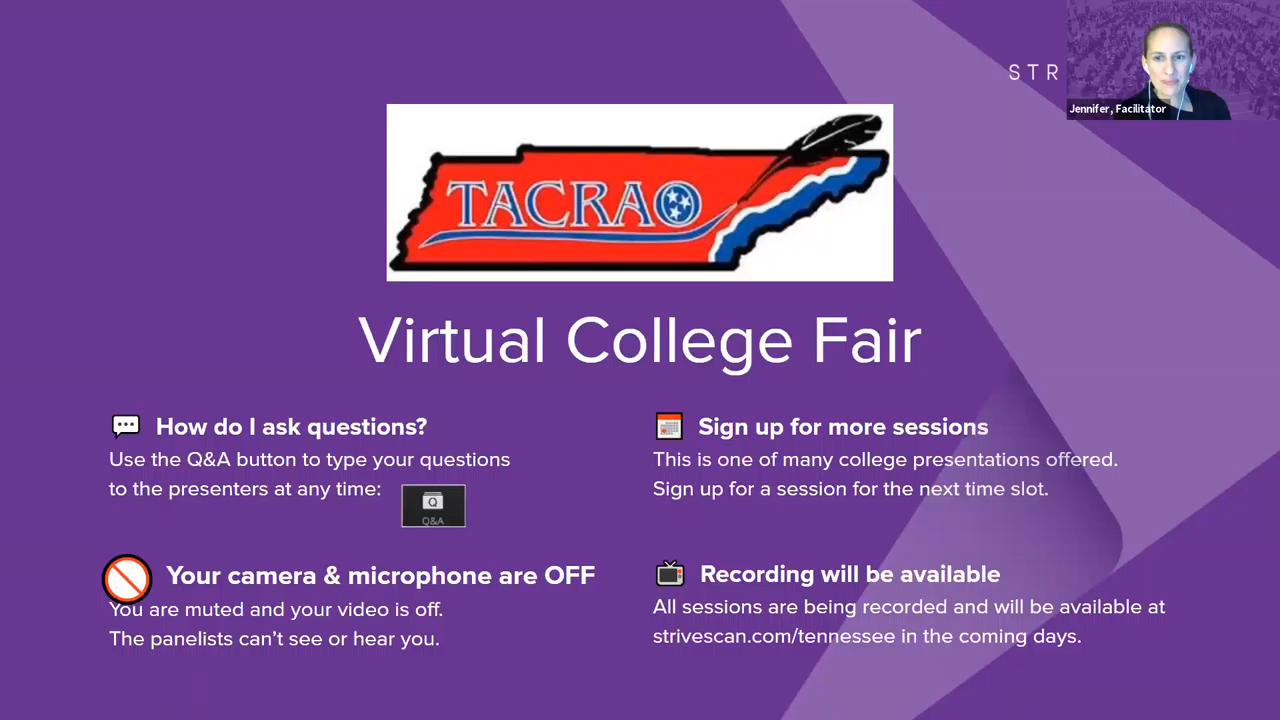 STR
Jennifer, Facilitator
TACRAO
Virtual College Fair
How do I ask questions?
Use the Q&A button to type your questions
to the presenters at any time:
Q
Q&A
Your camera & microphone are OFF
You are muted and your video is off.
The panelists can't see or hear you.
Sign up for more sessions
This is one of many college presentations offered.
Sign up for a session for the next time slot.
Recording will be available
All sessions are being recorded and will be available at
strivescan.com/tennessee in the coming days.